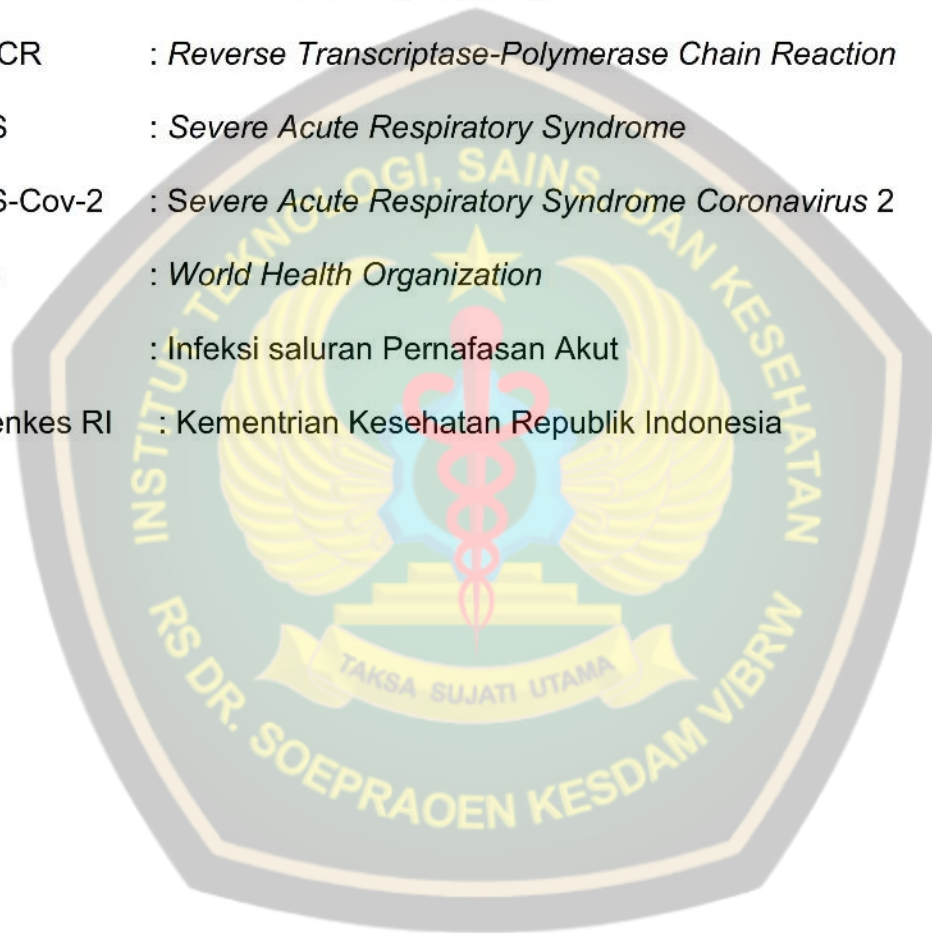 CR : Reverse Transcriptase-Polymerase Chain Reaction
S : Severe Acute Respiratory Syndrome
S-Cov-2 : Severe Acute Respiratory Syndrome Coronavirus 2
: World Health Organization
: Infeksi saluran Pernafasan Akut
enkes RI : Kementrian Kesehatan Republik Indonesia
INSTITUT TEKNOLOGI, SAINS, DAN KESEHATAN
TAKSA SUJATI UTAMA
RS DR. SOEPRAOEN KESDAM V/BRW